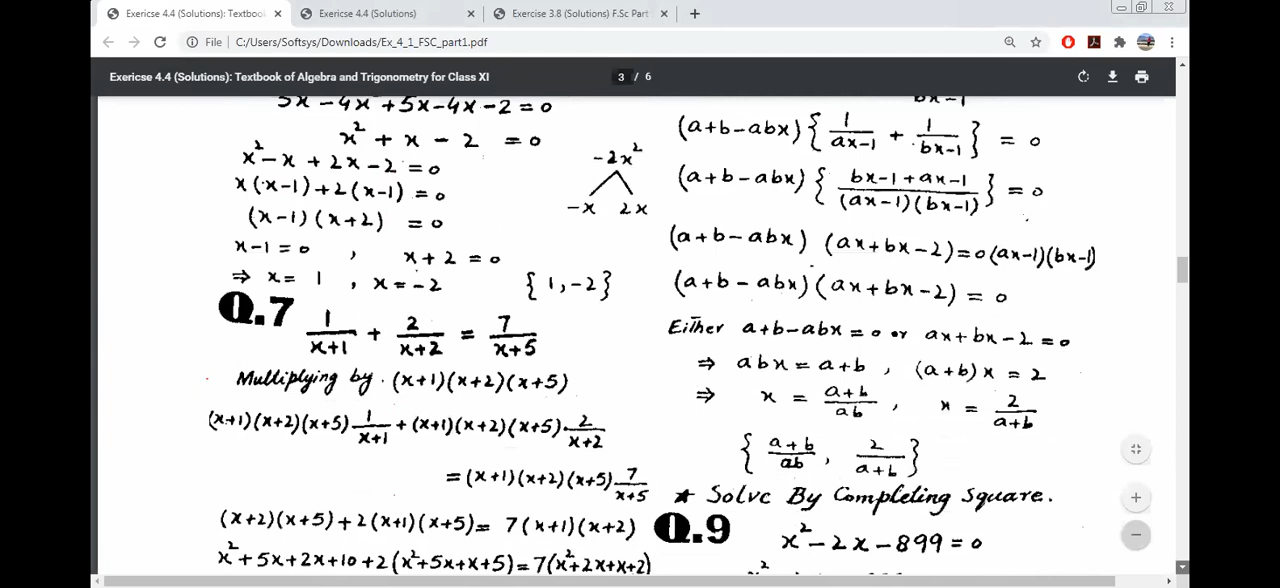 Exericse 4.4 (Solutions): Textbook
Exericse 4.4 (Solutions)
Exercise 3.8 (Solutions) F.Sc Part
File
C:/Users/Softsys/Downloads/Ex_4_1_FSC_part1.pdf
Exericse 4.4 (Solutions): Textbook of Algebra and Trigonometry for Class XI
3 / 6
5x - 4x² + 5x - 4x - 2 = 0
x² + x - 2 = 0
x² - x + 2x - 2 = 0
x(x-1) + 2(x-1) = 0
(x-1)(x+2) = 0
x-1 = 0 , x+2 = 0
⇒ x = 1 , x = -2 {1, -2}
-2x²
-x 2x
Q.7 1/(x+1) + 2/(x+2) = 7/(x+5)
Multiplying by (x+1)(x+2)(x+5)
(x+1)(x+2)(x+5) 1/(x+1) + (x+1)(x+2)(x+5) 2/(x+2)
= (x+1)(x+2)(x+5) 7/(x+5)
(x+2)(x+5) + 2(x+1)(x+5) = 7(x+1)(x+2)
x² + 5x + 2x + 10 + 2(x² + 5x + x + 5) = 7(x² + 2x + x + 2)
bx-1
(a+b-abx) {1/(ax-1) + 1/(bx-1)} = 0
(a+b-abx) {(bx-1+ax-1)/((ax-1)(bx-1))} = 0
(a+b-abx) (ax+bx-2) = 0(ax-1)(bx-1)
(a+b-abx)(ax+bx-2) = 0
Either a+b-abx = 0 or ax+bx-2 = 0
⇒ abx = a+b , (a+b)x = 2
⇒ x = (a+b)/ab , x = 2/(a+b)
{(a+b)/ab , 2/(a+b)}
★ Solve By Completing Square.
Q.9 x² - 2x - 899 = 0